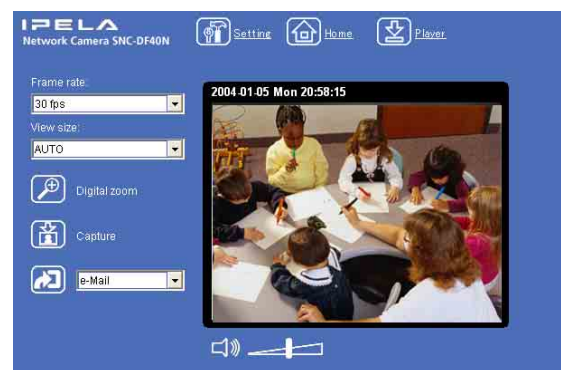 IPELA
Network Camera SNC-DF40N
Setting
Home
Player
Frame rate:
30 fps
View size:
AUTO
Digital zoom
Capture
e-Mail
2004-01-05 Mon 20:58:15